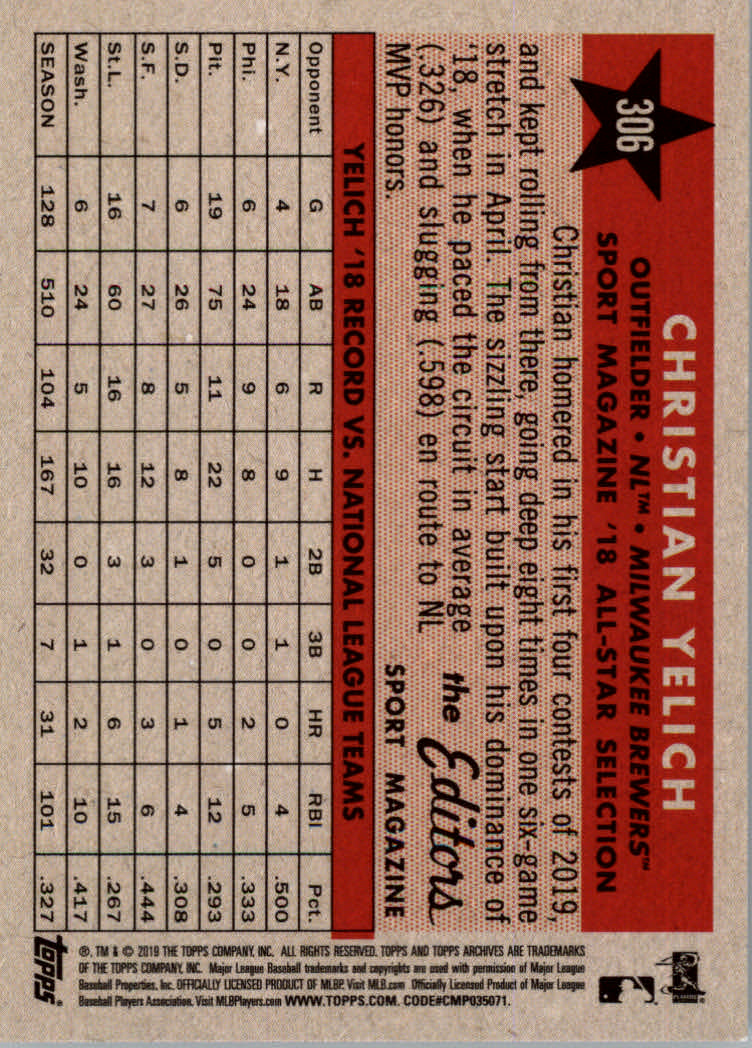 306
CHRISTIAN YELICH
OUTFIELDER • NL™ • MILWAUKEE BREWERS™
SPORT MAGAZINE '18 ALL-STAR SELECTION
Christian homered in his first four contests of 2019,
and kept rolling from there, going deep eight times in one six-game
stretch in April. The sizzling start built upon his dominance of
'18, when he paced the circuit in average
(.326) and slugging (.598) en route to NL
MVP honors.
the Editors
SPORT MAGAZINE
YELICH '18 RECORD VS. NATIONAL LEAGUE TEAMS
Opponent G AB R H 2B 3B HR RBI Pct.
N.Y. 4 18 6 9 1 1 0 4 .500
Phi. 6 24 9 8 0 0 2 5 .333
Pit. 19 75 11 22 5 0 5 12 .293
S.D. 6 26 5 8 1 0 1 4 .308
S.F. 7 27 8 12 3 0 3 6 .444
St.L. 16 60 16 16 3 1 6 15 .267
Wash. 6 24 5 10 0 1 2 10 .417
SEASON 128 510 104 167 32 7 31 101 .327
®, TM & © 2019 THE TOPPS COMPANY, INC. ALL RIGHTS RESERVED. TOPPS AND TOPPS ARCHIVES ARE TRADEMARKS
OF THE TOPPS COMPANY, INC. Major League Baseball trademarks and copyrights are used with permission of Major League
Baseball Properties, Inc. OFFICIALLY LICENSED PRODUCT OF MLBP. Visit MLB.com Officially Licensed Product of Major League
Baseball Players Association. Visit MLBPlayers.com WWW.TOPPS.COM. CODE#CMP035071.
topps®